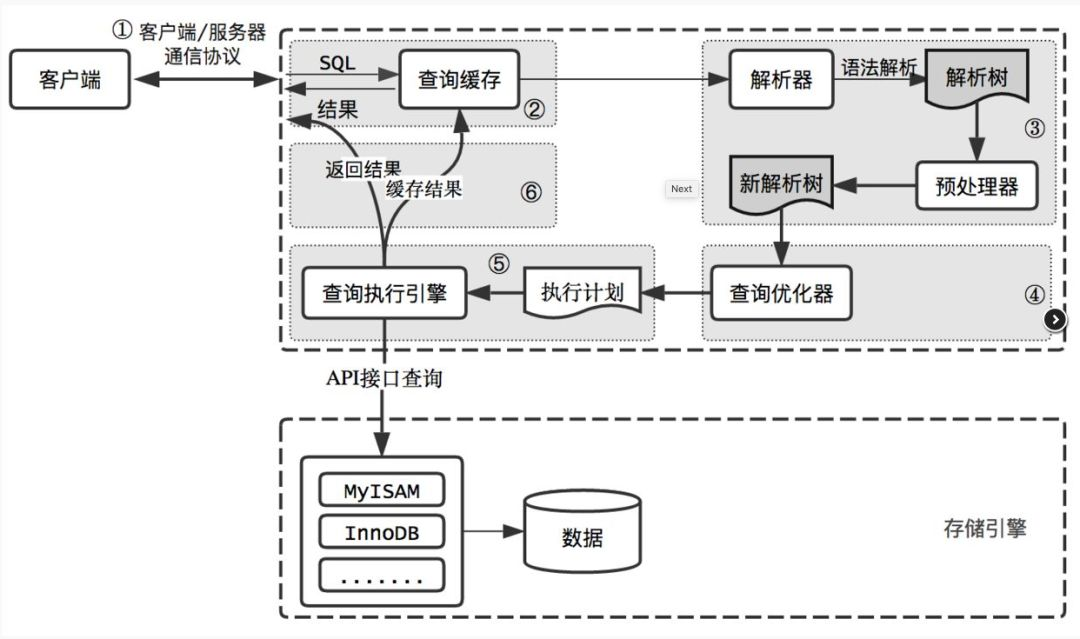 ① 客户端/服务器
通信协议
客户端
SQL
结果
查询缓存
②
解析器
语法解析
解析树
③
预处理器
新解析树
Next
返回结果
缓存结果
⑥
查询执行引擎
⑤
执行计划
查询优化器
④
API接口查询
MyISAM
InnoDB
.......
数据
存储引擎